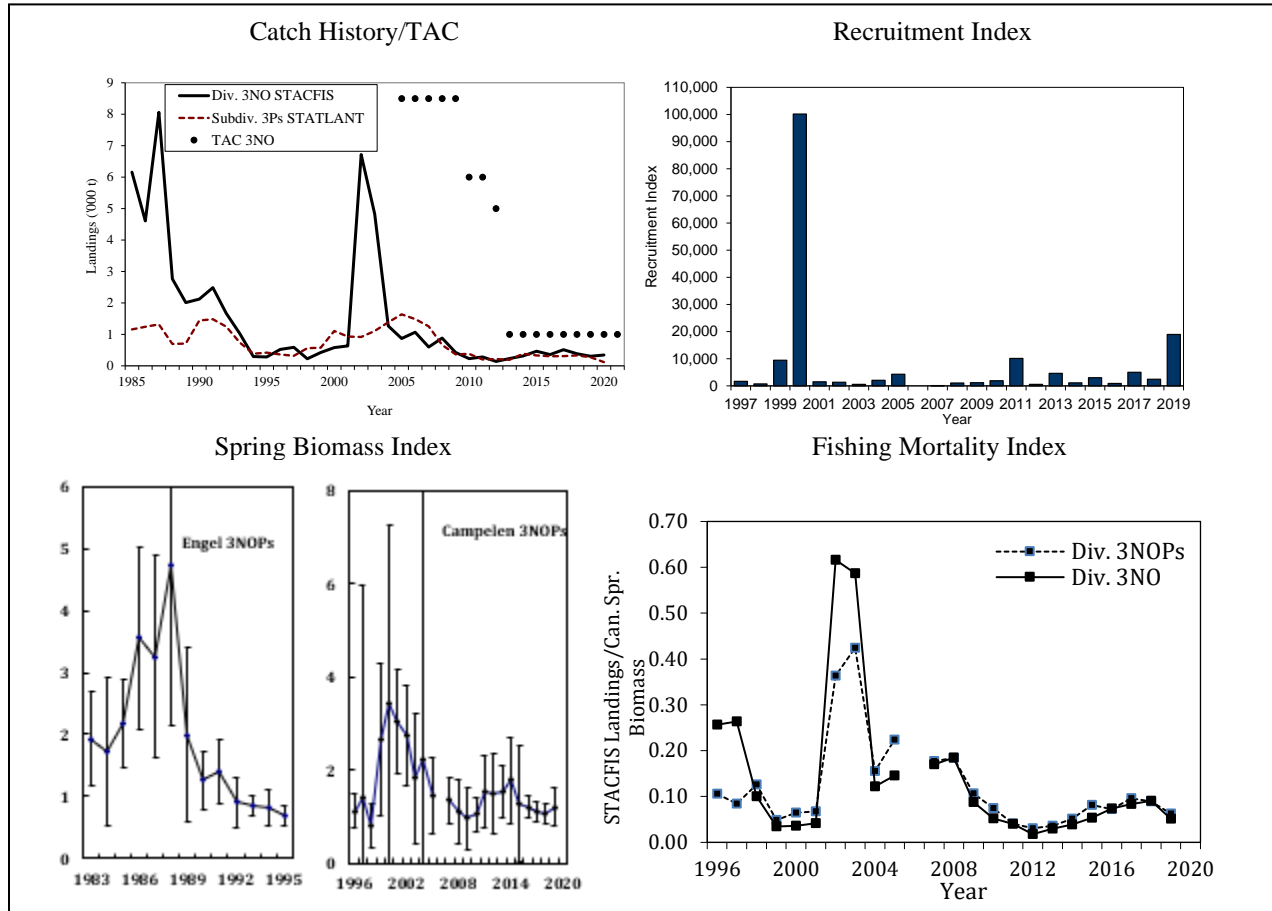 Catch History/TAC
9
8
7
6
5
4
3
2
1
0
Landings ('000 t)
Div. 3NO STACFIS
Subdiv. 3Ps STATLANT
TAC 3NO
1985 1990 1995 2000 2005 2010 2015 2020
Year
Recruitment Index
110,000
100,000
90,000
80,000
70,000
60,000
50,000
40,000
30,000
20,000
10,000
0
Recruitment Index
1997 1999 2001 2003 2005 2007 2009 2011 2013 2015 2017 2019
Year
Spring Biomass Index
6
5
4
3
2
1
0
Engel 3NOPs
1983 1986 1989 1992 1995
8
6
4
2
0
Campelen 3NOPs
1996 2002 2008 2014 2020
Fishing Mortality Index
0.70
0.60
0.50
0.40
0.30
0.20
0.10
0.00
STACFIS Landings/Can. Spr.
Biomass
Div. 3NOPs
Div. 3NO
1996 2000 2004 2008 2012 2016 2020
Year